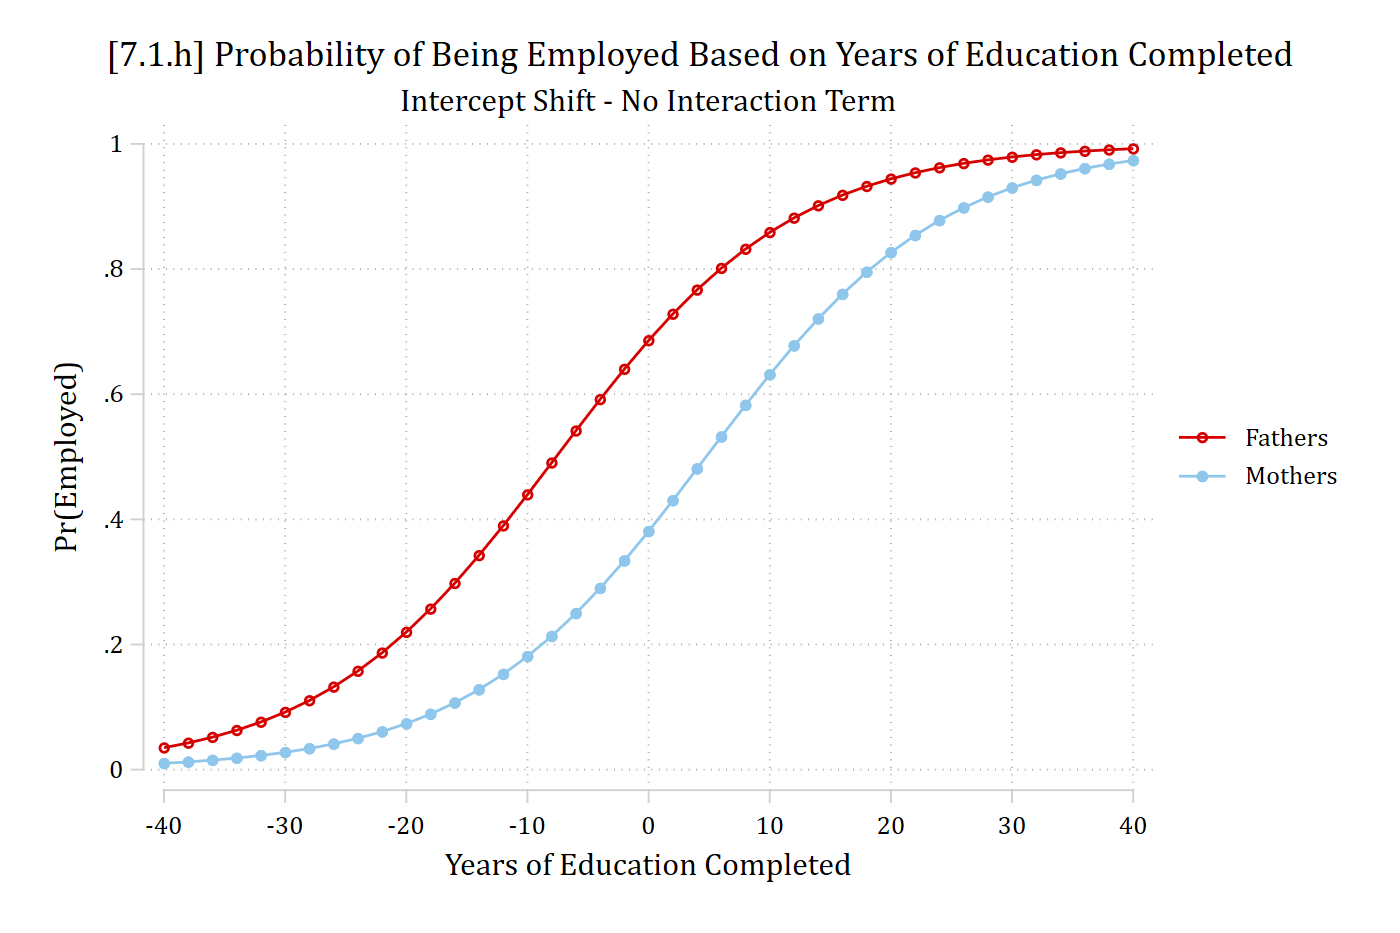 [7.1.h] Probability of Being Employed Based on Years of Education Completed
Intercept Shift - No Interaction Term
1
.8
.6
.4
.2
0
Pr(Employed)
-40 -30 -20 -10 0 10 20 30 40
Years of Education Completed
Fathers
Mothers